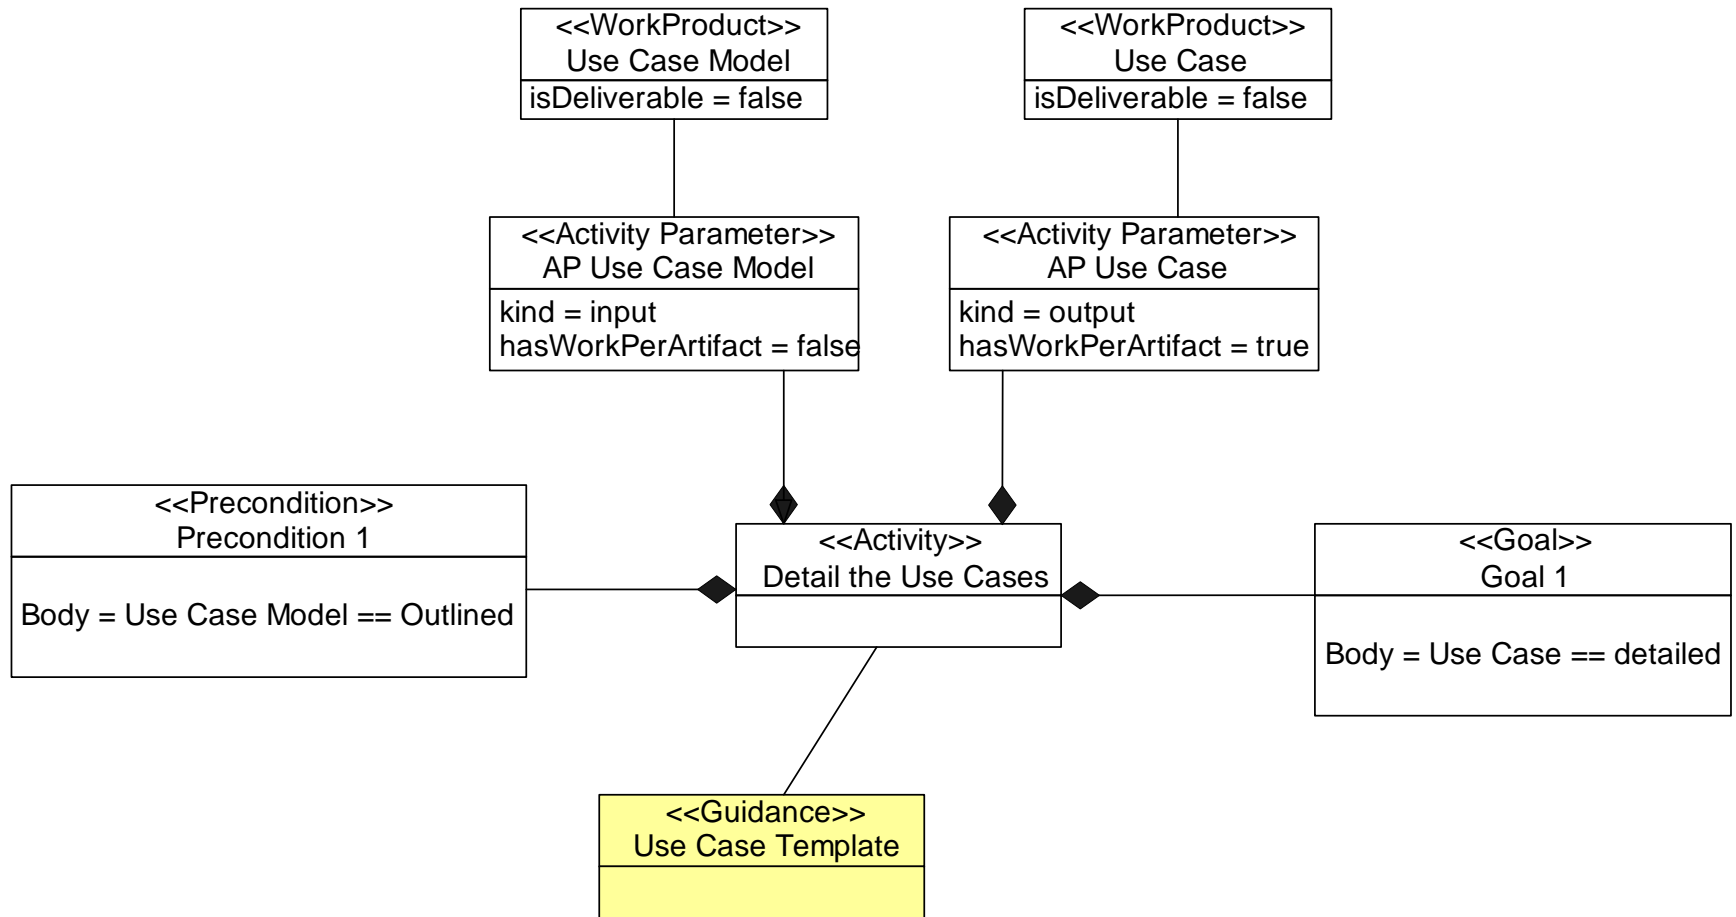 <<WorkProduct>>
Use Case Model
isDeliverable = false
<<WorkProduct>>
Use Case
isDeliverable = false
<<Activity Parameter>>
AP Use Case Model
kind = input
hasWorkPerArtifact = false
<<Activity Parameter>>
AP Use Case
kind = output
hasWorkPerArtifact = true
<<Precondition>>
Precondition 1
Body = Use Case Model == Outlined
<<Activity>>
Detail the Use Cases
<<Goal>>
Goal 1
Body = Use Case == detailed
<<Guidance>>
Use Case Template